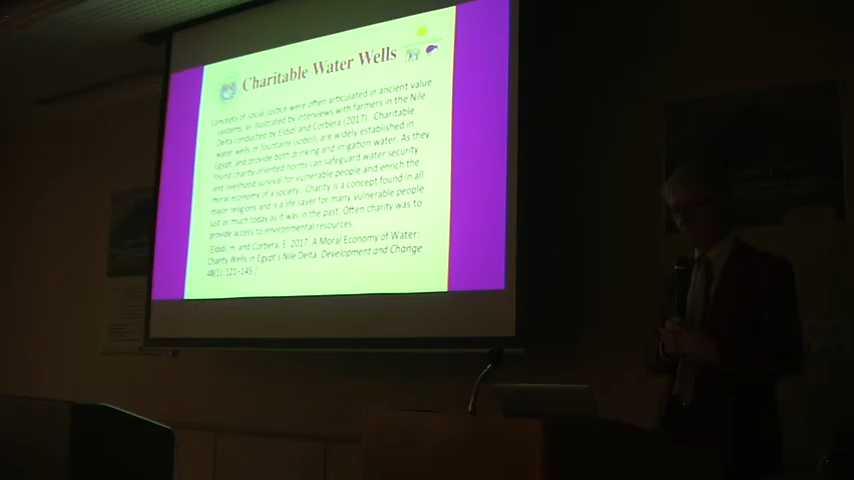 Charitable Water Wells
Concepts of social justice were often articulated in ancient value
systems, as illustrated by interviews with farmers in the Nile
Delta conducted by Eldidi and Corbera (2017). Charitable
water wells or fountains (sobol), are widely established in
Egypt, and provide both drinking and irrigation water. As they
found charity-oriented norms can safeguard water security
and livelihood survival for vulnerable people and enrich the
moral economy of a society. Charity is a concept found in all
major religions and is a life saver for many vulnerable people
just as much today as it was in the past. Often charity was to
provide access to environmental resources.
[Eldidi, H. and Corbera, E. 2017. A Moral Economy of Water:
Charity Wells in Egypt's Nile Delta. Development and Change
48(1): 121–145.]